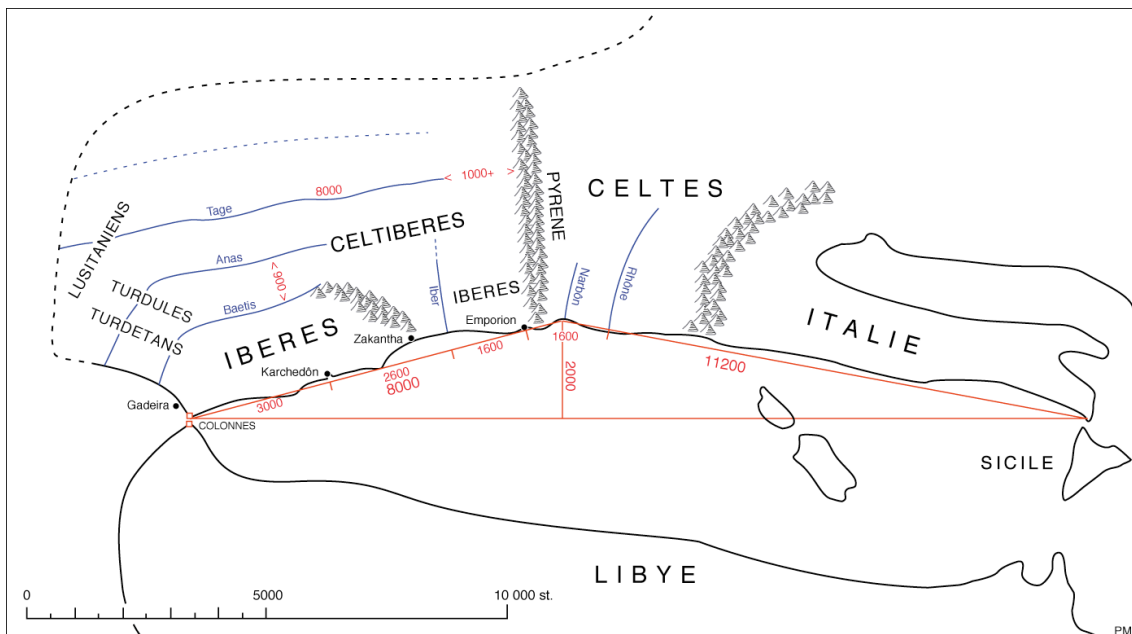 1000+
PYRENE
CELTES
8000
Tage
LUSITANIENS
CELTIBERES
Anas
<900>
TURDULES
Baetis
Iber
IBERES
Narbôn
Rhône
TURDETANS
IBERES
Zakantha
Emporion
ITALIE
1600
1600
11200
Karchedôn
2600
8000
2000
3000
Gadeira
COLONNES
SICILE
LIBYE
0
5000
10 000 st.
PM